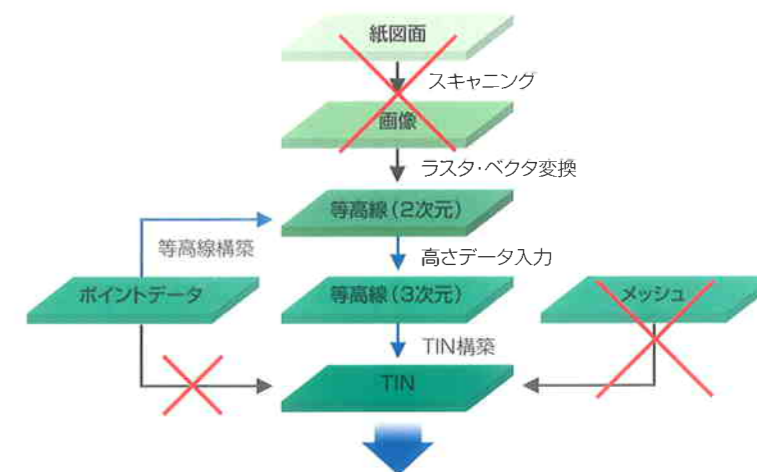 紙図面
スキャニング
画像
ラスタ・ベクタ変換
等高線（2次元）
等高線構築
高さデータ入力
ポイントデータ
等高線（3次元）
メッシュ
TIN構築
TIN